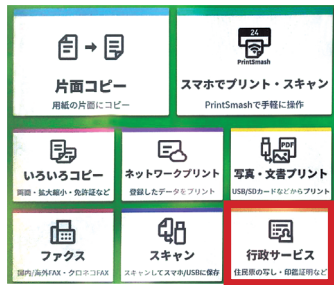 片面コピー
用紙の片面にコピー
24
PrintSmash
スマホでプリント・スキャン
PrintSmashで手軽に操作
いろいろコピー
両面・拡大縮小・免許証など
ネットワークプリント
登録したデータをプリント
PDF
写真・文書プリント
USB/SDカードなどからプリント
ファクス
国内/海外FAX・クロネコFAX
スキャン
スキャンしてスマホ/USBに保存
行政サービス
住民票の写し・印鑑証明など